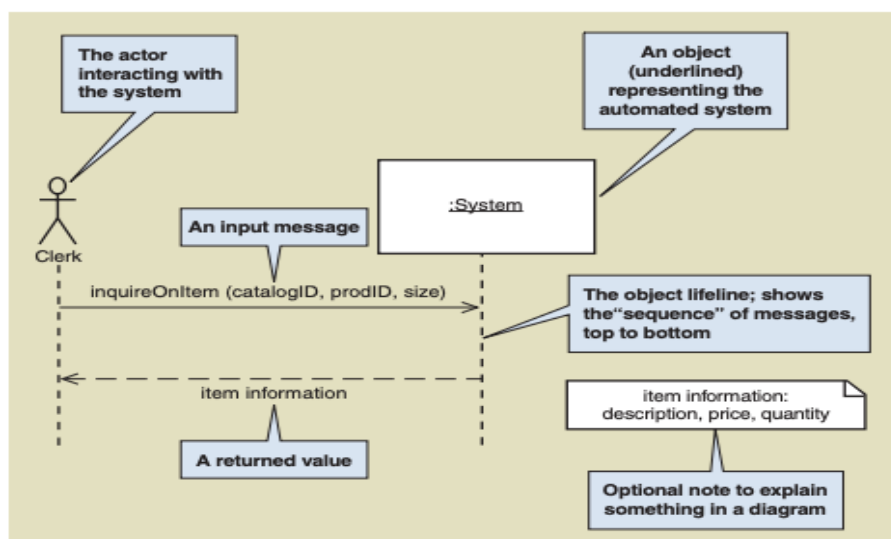 The actor
interacting with
the system
An object
(underlined)
representing the
automated system
:System
An input message
Clerk
inquireOnItem (catalogID, prodID, size)
The object lifeline; shows
the“sequence” of messages,
top to bottom
item information
item information:
description, price, quantity
A returned value
Optional note to explain
something in a diagram